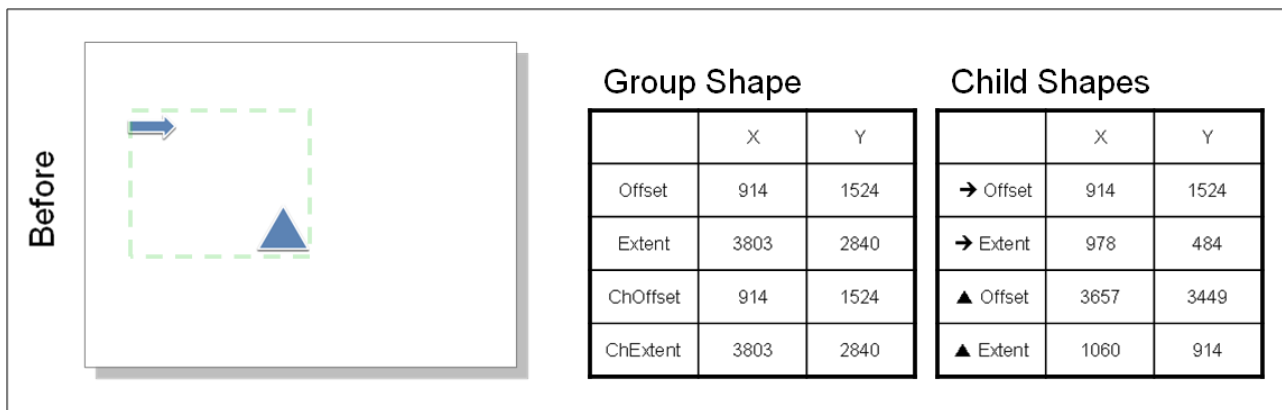 Before
Group Shape
X Y
Offset 914 1524
Extent 3803 2840
ChOffset 914 1524
ChExtent 3803 2840
Child Shapes
X Y
➔ Offset 914 1524
➔ Extent 978 484
▲ Offset 3657 3449
▲ Extent 1060 914